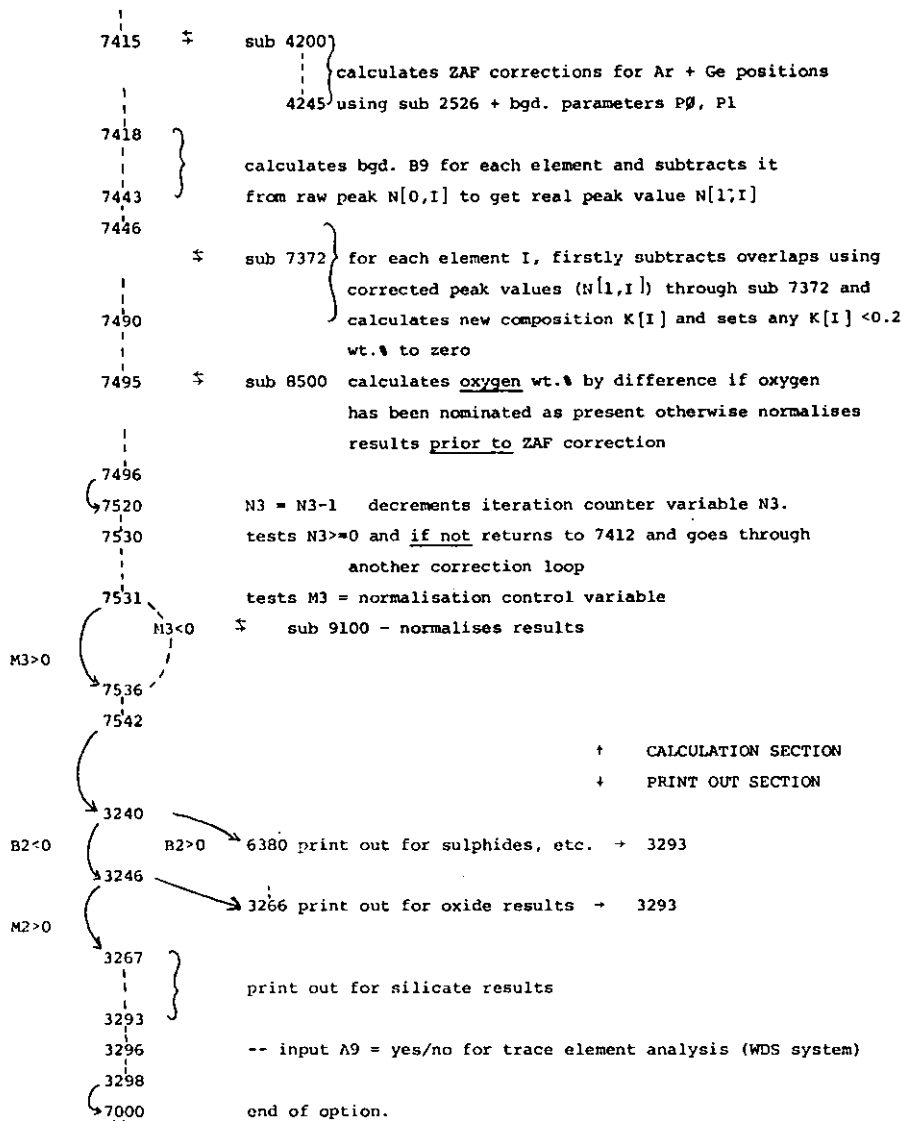 7415 ⇆ sub 4200
calculates ZAF corrections for Ar + Ge positions
4245 using sub 2526 + bgd. parameters PØ, P1
7418
calculates bgd. B9 for each element and subtracts it
7443 from raw peak N[0,I] to get real peak value N[1,I]
7446
⇆ sub 7372 for each element I, firstly subtracts overlaps using
corrected peak values (N[1,I]) through sub 7372 and
7490 calculates new composition K[I] and sets any K[I] <0.2
wt.% to zero
7495 ⇆ sub 8500 calculates oxygen wt.% by difference if oxygen
has been nominated as present otherwise normalises
results prior to ZAF correction
7496
7520 N3 = N3-1 decrements iteration counter variable N3.
7530 tests N3>=0 and if not returns to 7412 and goes through
another correction loop
7531 tests M3 = normalisation control variable
M3<0 ⇆ sub 9100 - normalises results
M3>0
7536
7542
↑ CALCULATION SECTION
↓ PRINT OUT SECTION
3240
B2<0 B2>0 6380 print out for sulphides, etc. → 3293
3246
3266 print out for oxide results → 3293
M2>0
3267
print out for silicate results
3293
3296 -- input A9 = yes/no for trace element analysis (WDS system)
3298
7000 end of option.